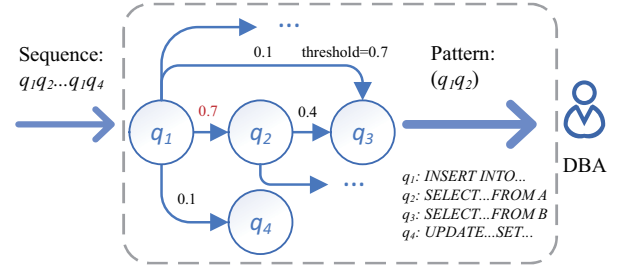 Sequence:
q₁q₂...q₁q₄
...
0.1
threshold=0.7
Pattern:
(q₁q₂)
q₁
0.7
q₂
0.4
q₃
...
0.1
q₄
DBA
q₁: INSERT INTO...
q₂: SELECT...FROM A
q₃: SELECT...FROM B
q₄: UPDATE...SET...